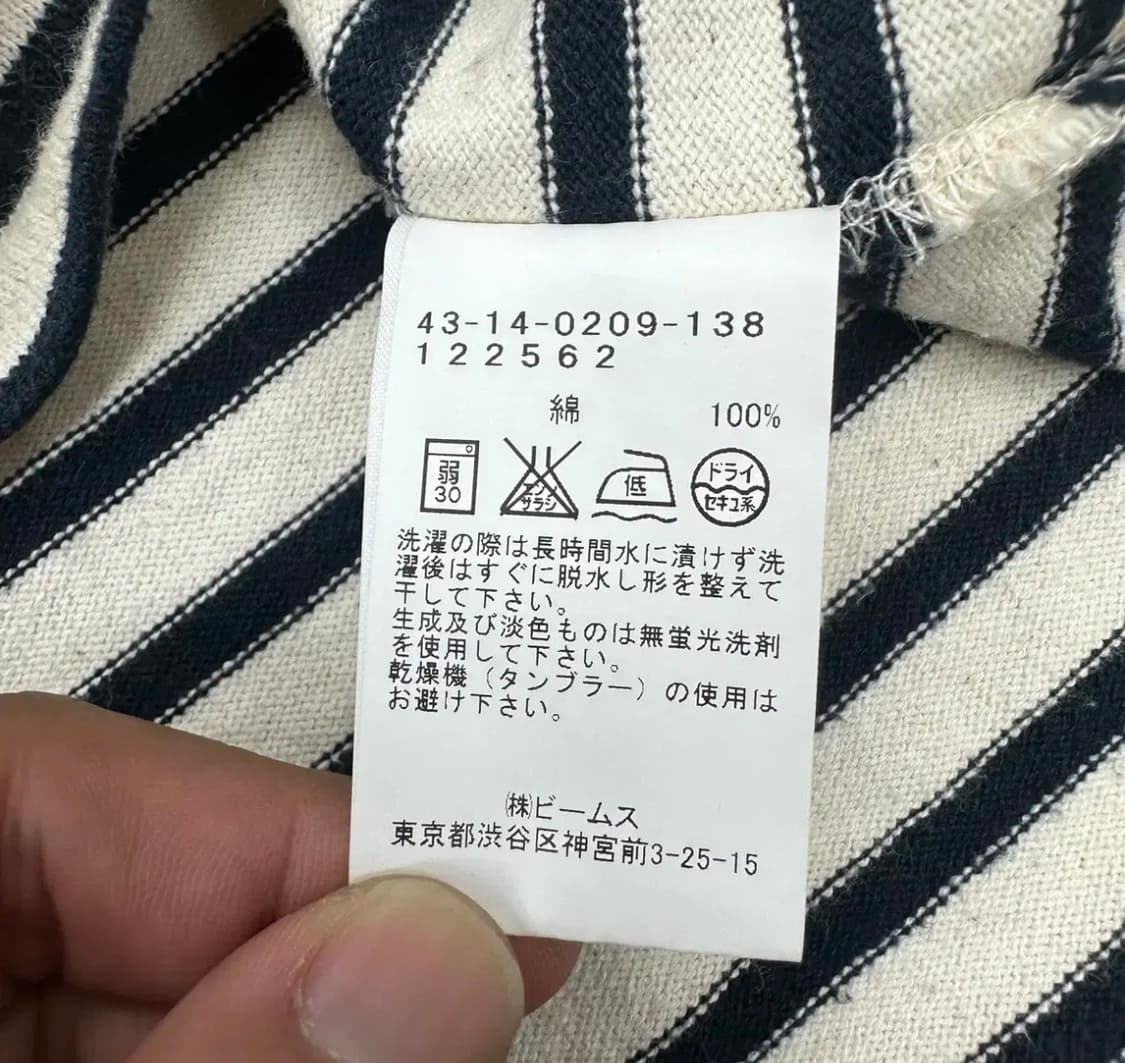 43-14-0209-138
122562
綿 100%
弱 エンソ 低 ドライ
30 サラシ セキユ系
洗濯の際は長時間水に漬けず洗
濯後はすぐに脱水し形を整えて
干して下さい。
生成及び淡色ものは無蛍光洗剤
を使用して下さい。
乾燥機（タンブラー）の使用は
お避け下さい。
㈱ビームス
東京都渋谷区神宮前3-25-15